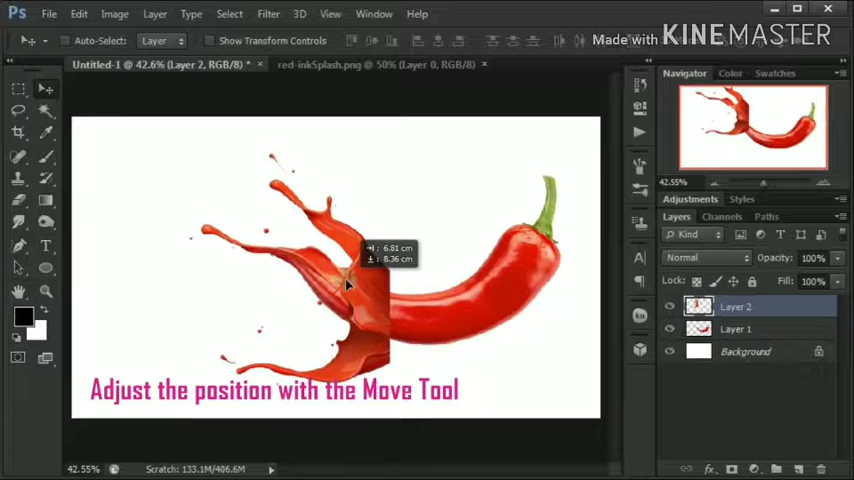 Ps File Edit Image Layer Type Select Filter 3D View Window Help
Auto-Select: Layer Show Transform Controls
Made with KINEMASTER
Untitled-1 @ 42.6% (Layer 2, RGB/8) * × red-inkSplash.png @ 50% (Layer 0, RGB/8) ×
Navigator Color Swatches
42.55%
Adjustments Styles
Layers Channels Paths
Kind
Normal Opacity: 100%
Lock: Fill: 100%
Layer 2
Layer 1
Background
6.81 cm
8.36 cm
Adjust the position with the Move Tool
42.55% Scratch: 133.1M/406.6M
fx